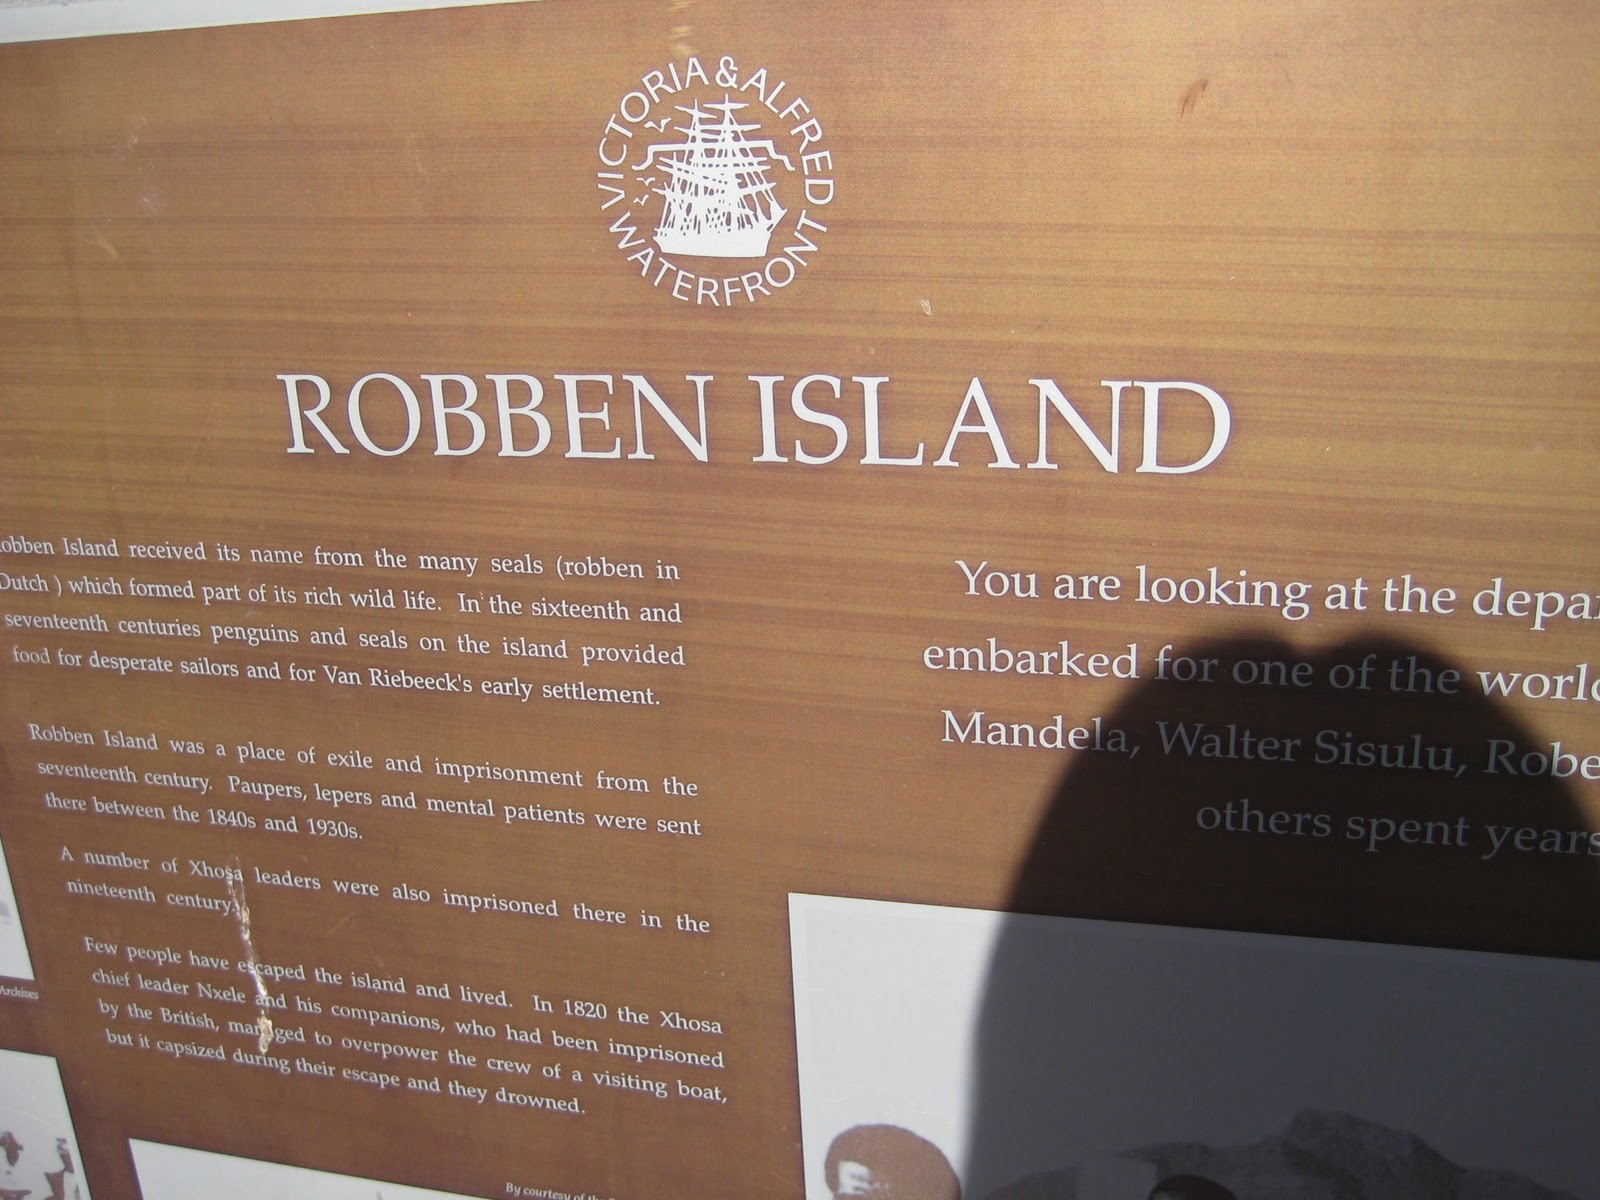 VICTORIA & ALFRED
WATERFRONT
ROBBEN ISLAND
obben Island received its name from the many seals (robben in
Dutch ) which formed part of its rich wild life. In the sixteenth and
seventeenth centuries penguins and seals on the island provided
food for desperate sailors and for Van Riebeeck's early settlement.
Robben Island was a place of exile and imprisonment from the
seventeenth century. Paupers, lepers and mental patients were sent
there between the 1840s and 1930s.
A number of Xhosa leaders were also imprisoned there in the
nineteenth century.
Few people have escaped the island and lived. In 1820 the Xhosa
chief leader Nxele and his companions, who had been imprisoned
by the British, managed to overpower the crew of a visiting boat,
but it capsized during their escape and they drowned.
You are looking at the depar
embarked for one of the world
Mandela, Walter Sisulu, Robe
others spent years
Archives
By courtesy of the